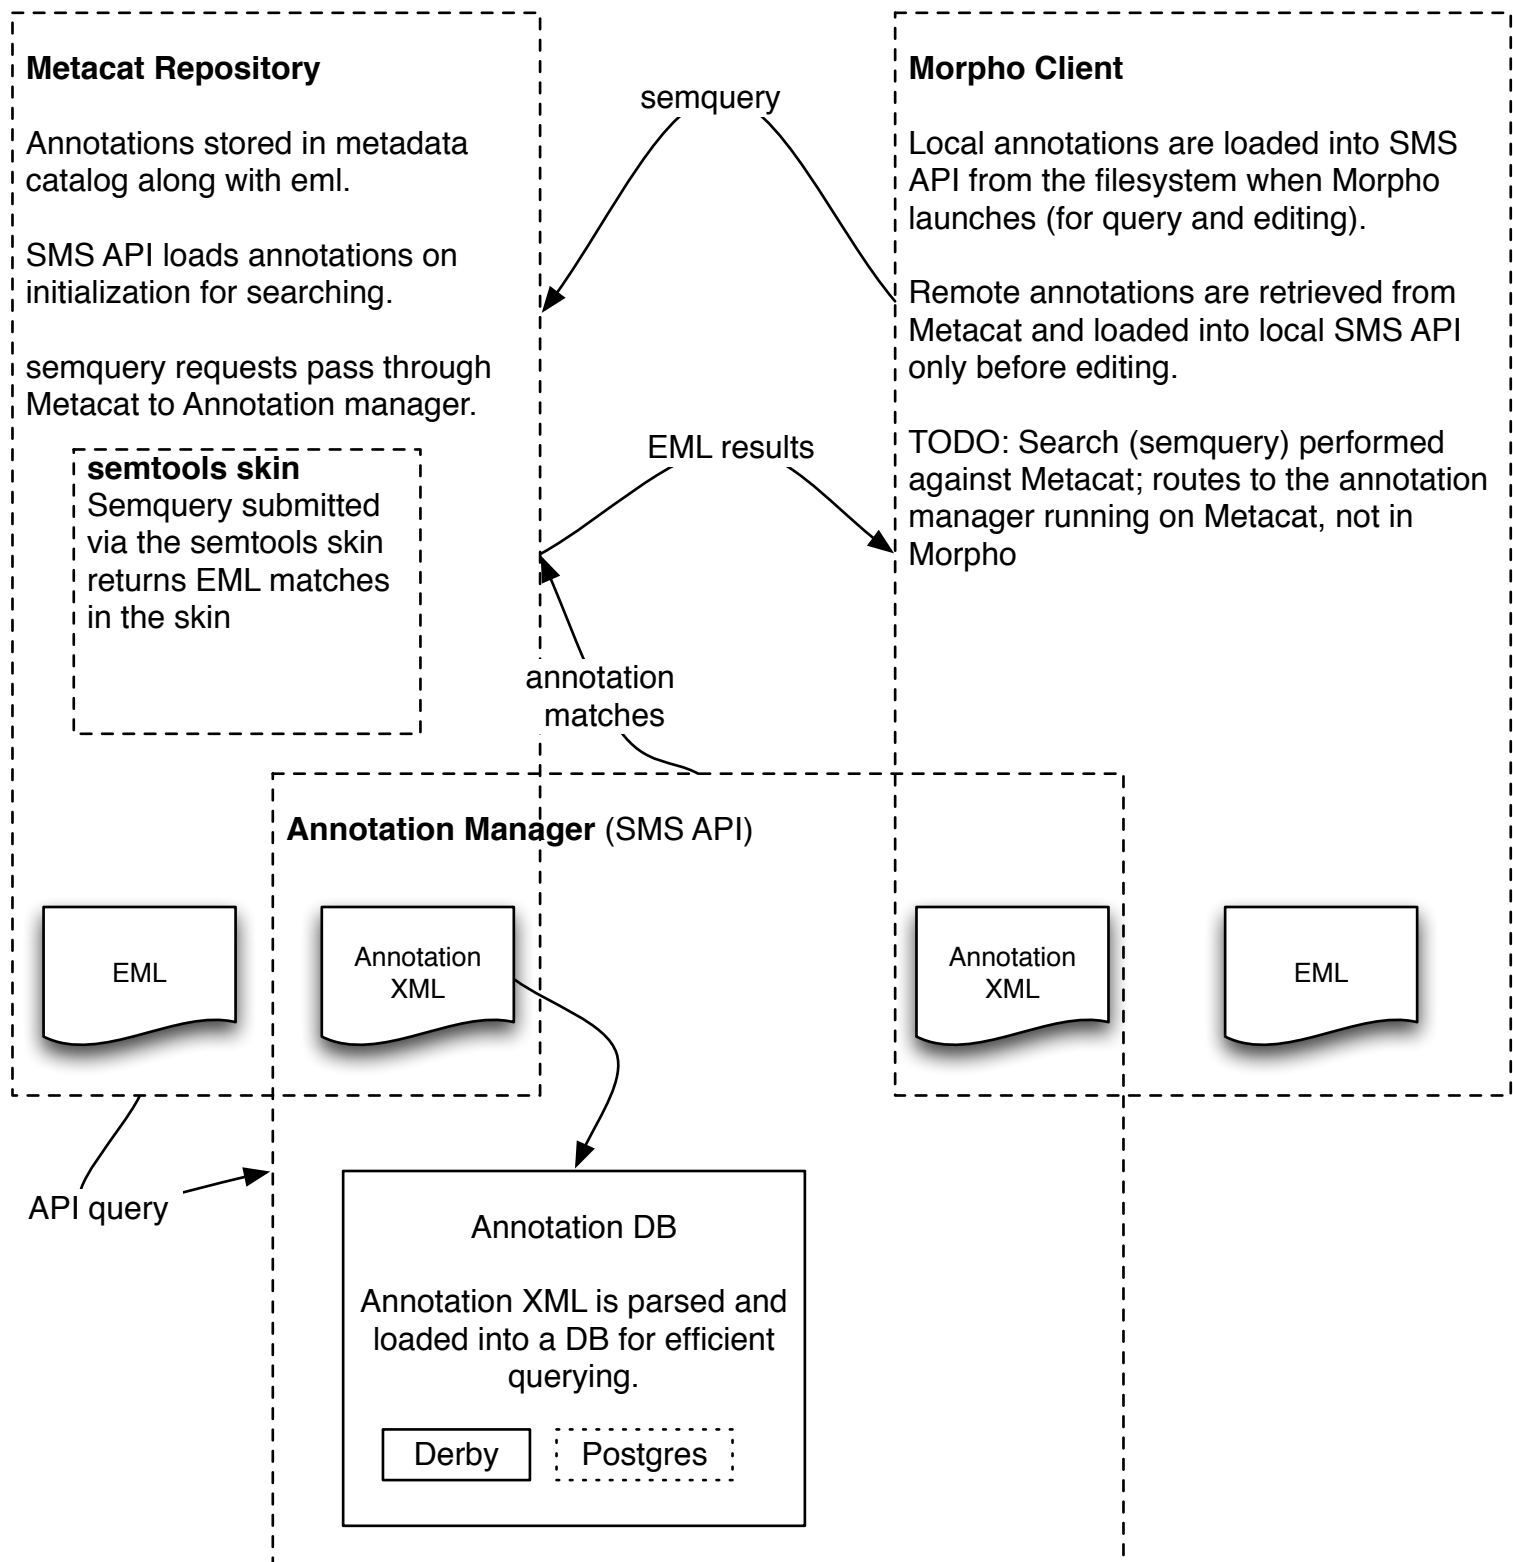 Metacat Repository
Annotations stored in metadata
catalog along with eml.
SMS API loads annotations on
initialization for searching.
semquery requests pass through
Metacat to Annotation manager.
semtools skin
Semquery submitted
via the semtools skin
returns EML matches
in the skin
semquery
EML results
annotation
matches
Morpho Client
Local annotations are loaded into SMS
API from the filesystem when Morpho
launches (for query and editing).
Remote annotations are retrieved from
Metacat and loaded into local SMS API
only before editing.
TODO: Search (semquery) performed
against Metacat; routes to the annotation
manager running on Metacat, not in
Morpho
Annotation Manager (SMS API)
EML
Annotation
XML
Annotation
XML
EML
API query
Annotation DB
Annotation XML is parsed and
loaded into a DB for efficient
querying.
Derby
Postgres